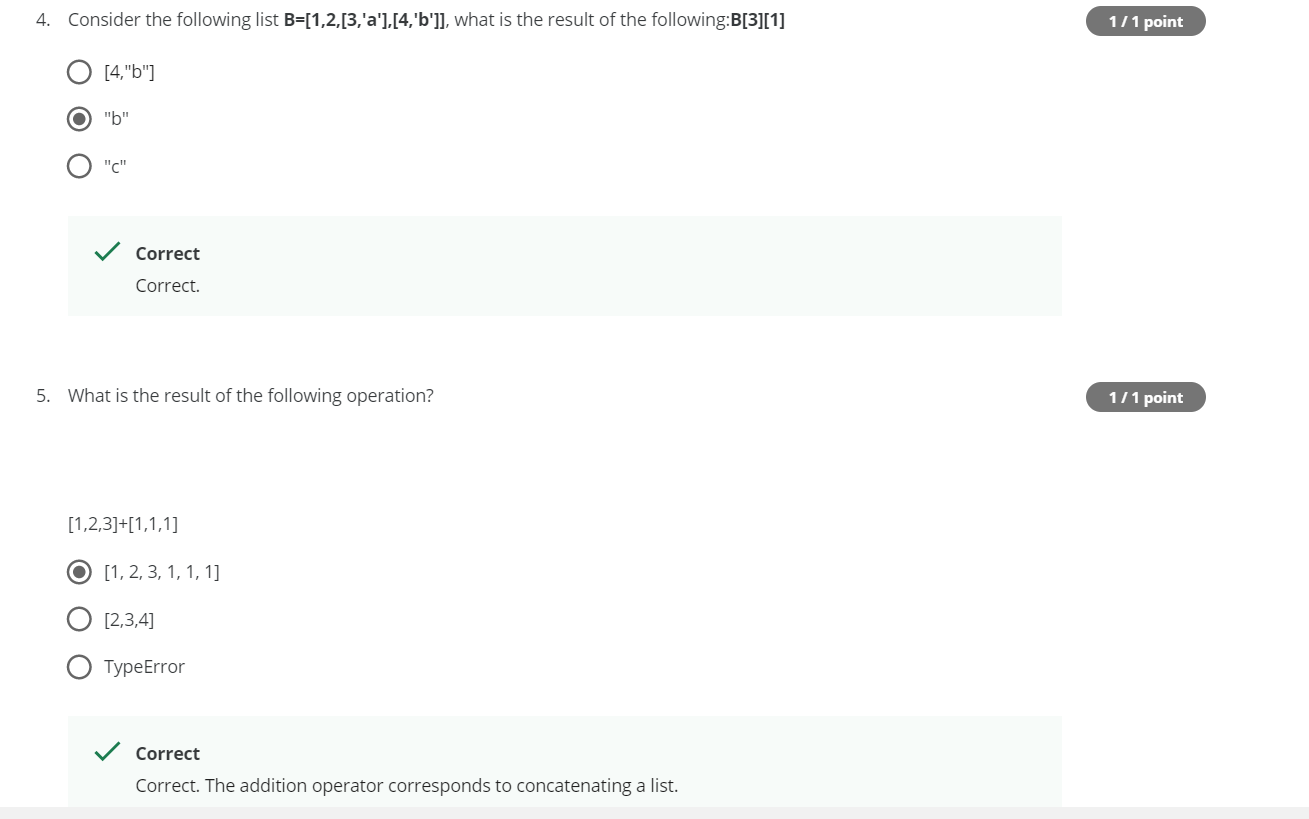 4. Consider the following list B=[1,2,[3,'a'],[4,'b']], what is the result of the following:B[3][1]
1 / 1 point
[4,"b"]
"b"
"c"
Correct
Correct.
5. What is the result of the following operation?
1 / 1 point
[1,2,3]+[1,1,1]
[1, 2, 3, 1, 1, 1]
[2,3,4]
TypeError
Correct
Correct. The addition operator corresponds to concatenating a list.